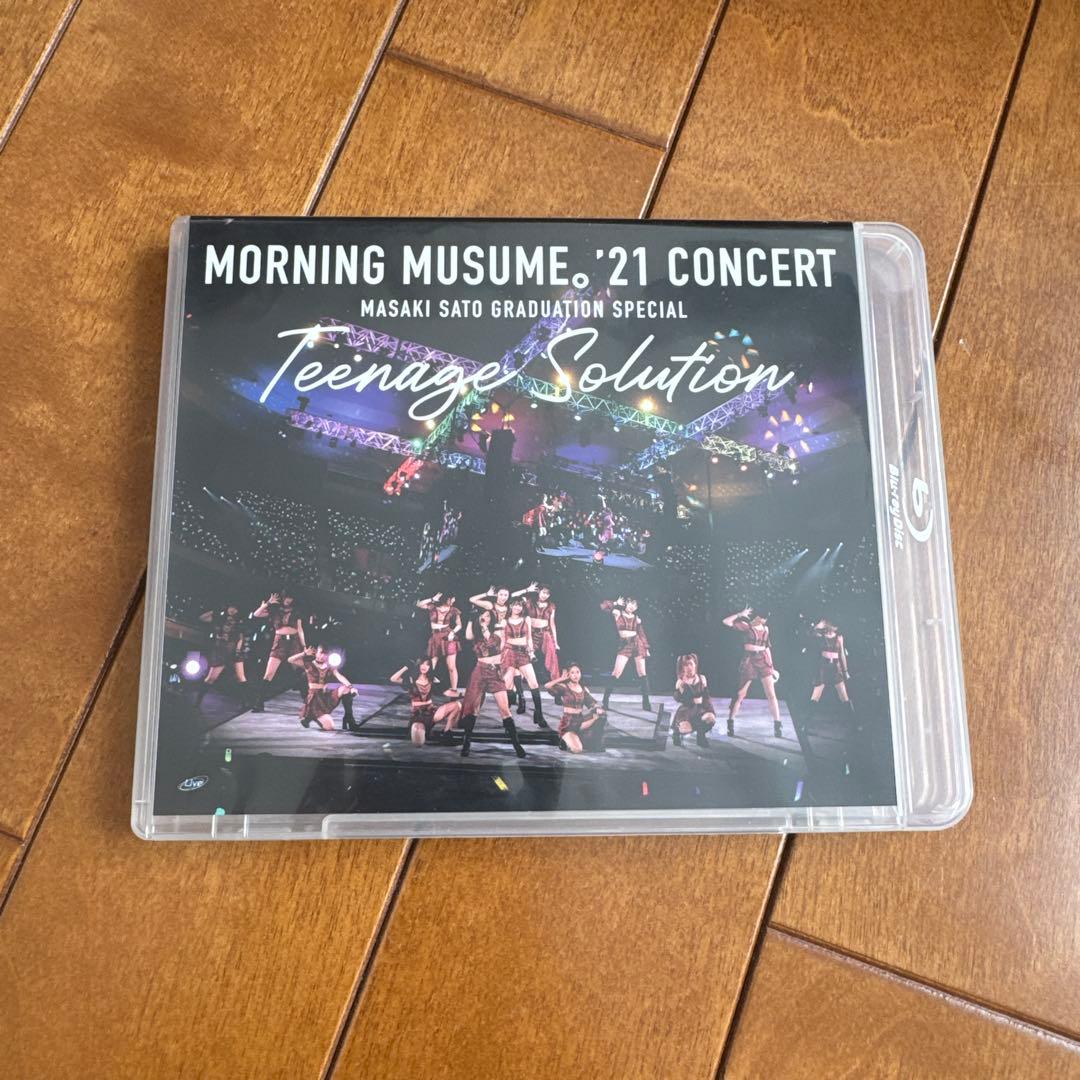 MORNING MUSUME。'21 CONCERT
MASAKI SATO GRADUATION SPECIAL
Teenage Solution
Blu-ray Disc
Live